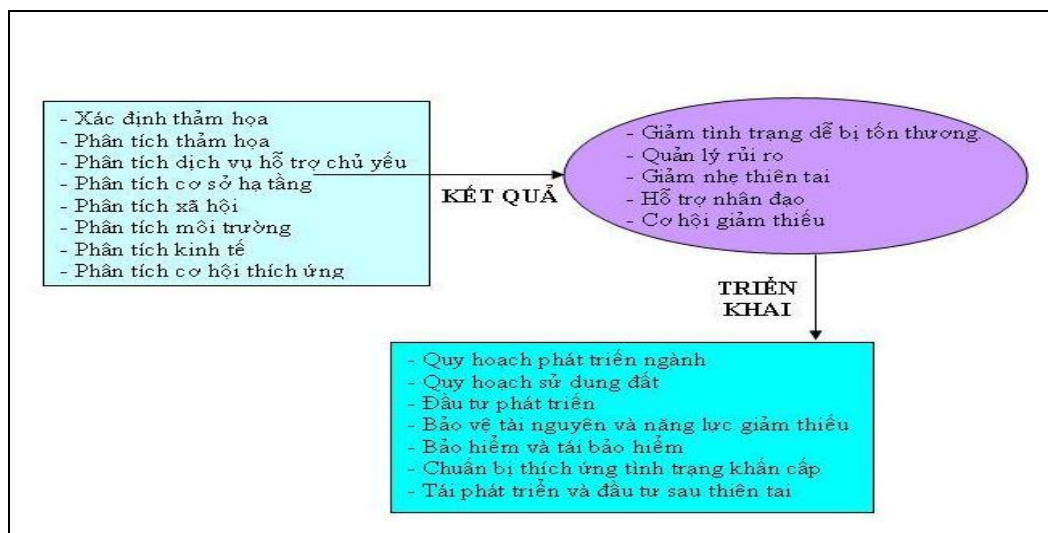 - Xác định thảm họa
- Phân tích thảm họa
- Phân tích dịch vụ hỗ trợ chủ yếu
- Phân tích cơ sở hạ tầng
- Phân tích xã hội
- Phân tích môi trường
- Phân tích kinh tế
- Phân tích cơ hội thích ứng
KẾT QUẢ
- Giảm tình trạng dễ bị tổn thương
- Quản lý rủi ro
- Giảm nhẹ thiên tai
- Hỗ trợ nhân đạo
- Cơ hội giảm thiểu
TRIỂN
KHAI
- Quy hoạch phát triển ngành
- Quy hoạch sử dụng đất
- Đầu tư phát triển
- Bảo vệ tài nguyên và năng lực giảm thiểu
- Bảo hiểm và tái bảo hiểm
- Chuẩn bị thích ứng tình trạng khẩn cấp
- Tái phát triển và đầu tư sau thiên tai